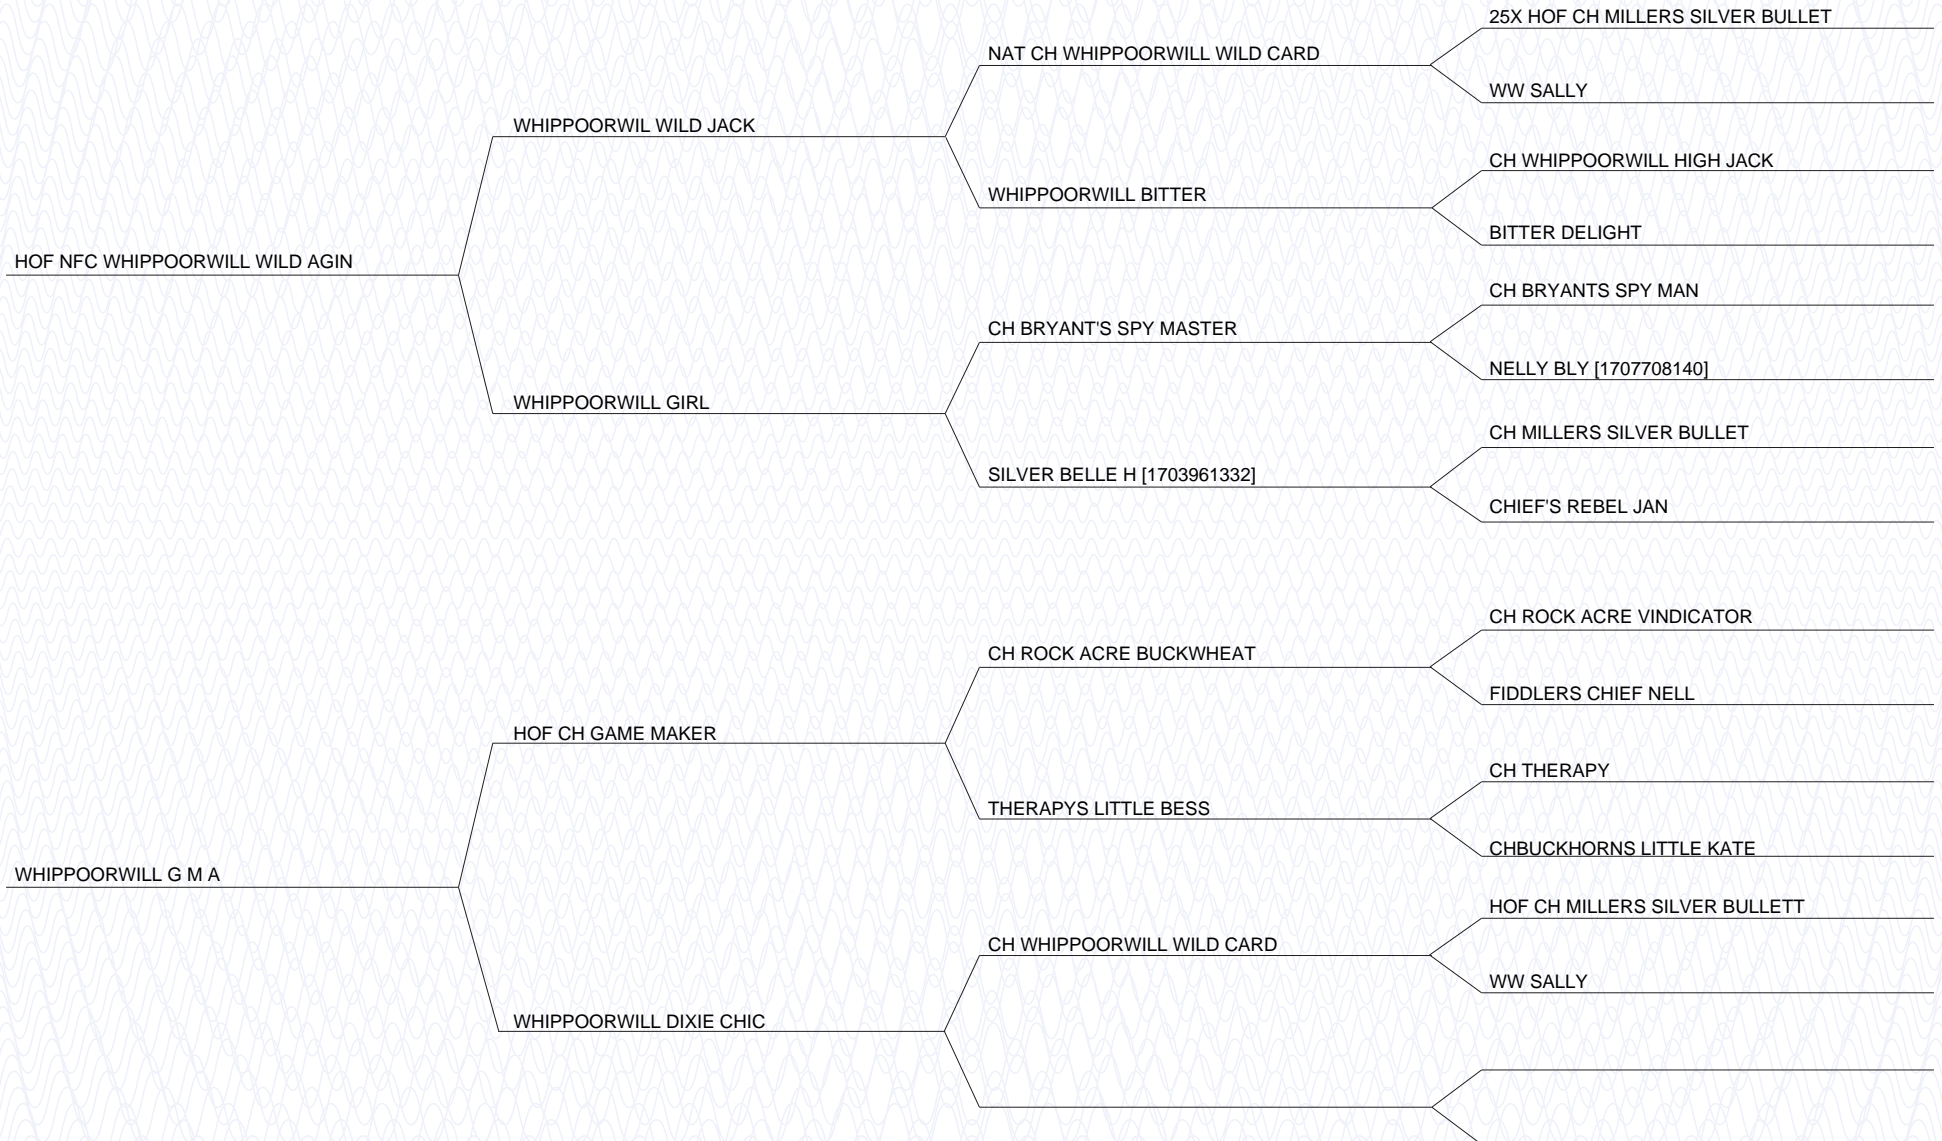 25X HOF CH MILLERS SILVER BULLET
NAT CH WHIPPOORWILL WILD CARD
WW SALLY
WHIPPOORWIL WILD JACK
CH WHIPPOORWILL HIGH JACK
WHIPPOORWILL BITTER
BITTER DELIGHT
HOF NFC WHIPPOORWILL WILD AGIN
CH BRYANTS SPY MAN
CH BRYANT'S SPY MASTER
NELLY BLY [1707708140]
WHIPPOORWILL GIRL
CH MILLERS SILVER BULLET
SILVER BELLE H [1703961332]
CHIEF'S REBEL JAN
CH ROCK ACRE VINDICATOR
CH ROCK ACRE BUCKWHEAT
FIDDLERS CHIEF NELL
HOF CH GAME MAKER
CH THERAPY
THERAPYS LITTLE BESS
CHBUCKHORNS LITTLE KATE
WHIPPOORWILL G M A
HOF CH MILLERS SILVER BULLETT
CH WHIPPOORWILL WILD CARD
WW SALLY
WHIPPOORWILL DIXIE CHIC